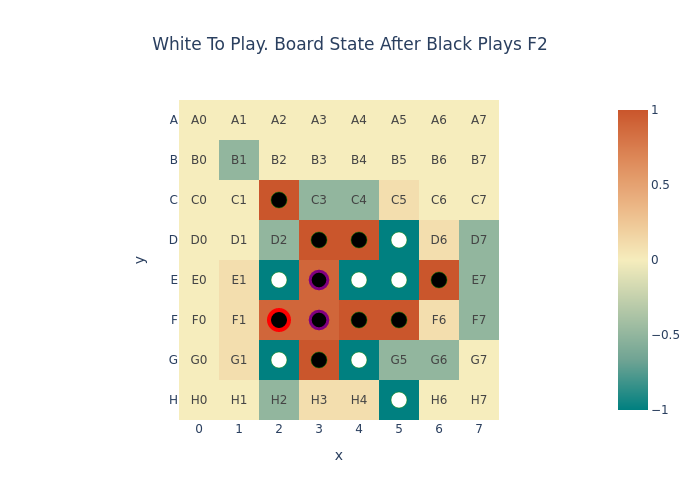 White To Play. Board State After Black Plays F2
A A0 A1 A2 A3 A4 A5 A6 A7
B B0 B1 B2 B3 B4 B5 B6 B7
C C0 C1 C3 C4 C5 C6 C7
D D0 D1 D2 D6 D7
E E0 E1 E7
F F0 F1 F6 F7
G G0 G1 G5 G6 G7
H H0 H1 H2 H3 H4 H6 H7
0 1 2 3 4 5 6 7
x
y
1
0.5
0
−0.5
−1